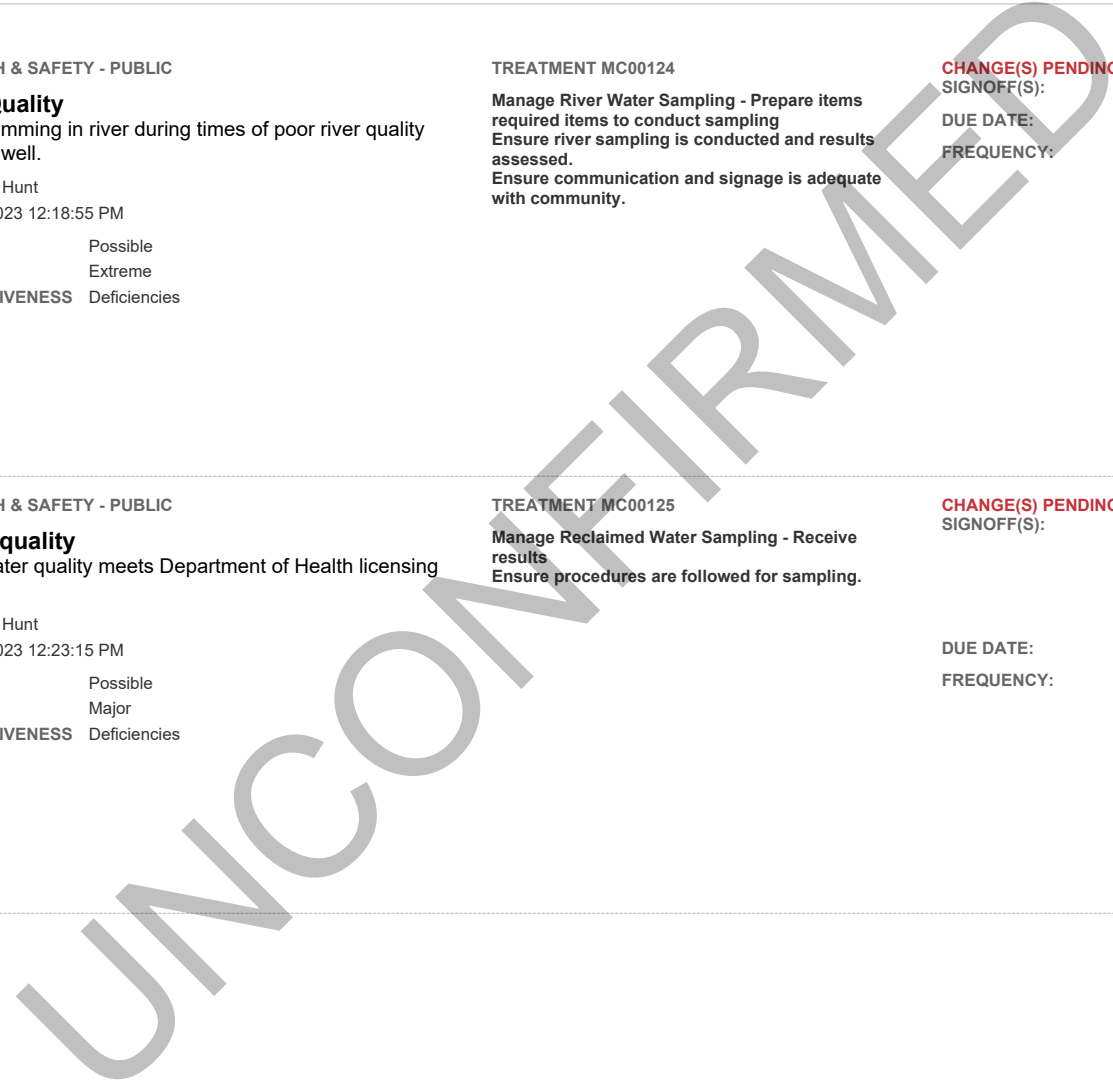 H & SAFETY - PUBLIC
Quality
mming in river during times of poor river quality
well.
Hunt
023 12:18:55 PM
Possible
Extreme
IVENESS Deficiencies
TREATMENT MC00124
Manage River Water Sampling - Prepare items
required items to conduct sampling
Ensure river sampling is conducted and results
assessed.
Ensure communication and signage is adequate
with community.
CHANGE(S) PENDING
SIGNOFF(S):
DUE DATE:
FREQUENCY:
H & SAFETY - PUBLIC
quality
ater quality meets Department of Health licensing
Hunt
023 12:23:15 PM
Possible
Major
IVENESS Deficiencies
TREATMENT MC00125
Manage Reclaimed Water Sampling - Receive
results
Ensure procedures are followed for sampling.
CHANGE(S) PENDING
SIGNOFF(S):
DUE DATE:
FREQUENCY:
UNCONFIRMED